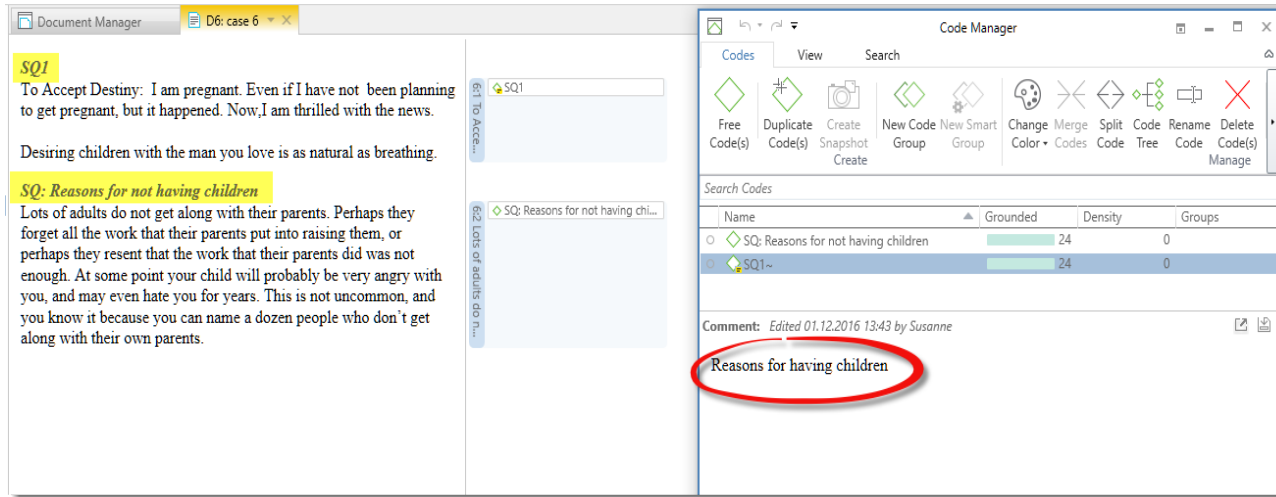 Document Manager
D6: case 6
SQ1
To Accept Destiny:  I am pregnant. Even if I have not  been planning
to get pregnant, but it happened. Now,I am thrilled with the news.
Desiring children with the man you love is as natural as breathing.
SQ: Reasons for not having children
Lots of adults do not get along with their parents. Perhaps they
forget all the work that their parents put into raising them, or
perhaps they resent that the work that their parents did was not
enough. At some point your child will probably be very angry with
you, and may even hate you for years. This is not uncommon, and
you know it because you can name a dozen people who don’t get
along with their own parents.
6:1 To Acce...
SQ1
6:2 Lots of adults do n...
SQ: Reasons for not having chi...
Code Manager
Codes View Search
Free Code(s)
Duplicate Code(s)
Create Snapshot
New Code Group
New Smart Group
Change Color
Merge Codes
Split Code
Code Tree
Rename Code
Delete Code(s)
Create
Manage
Search Codes
Name Grounded Density Groups
SQ: Reasons for not having children 24 0
SQ1~ 24 0
Comment: Edited 01.12.2016 13:43 by Susanne
Reasons for having children